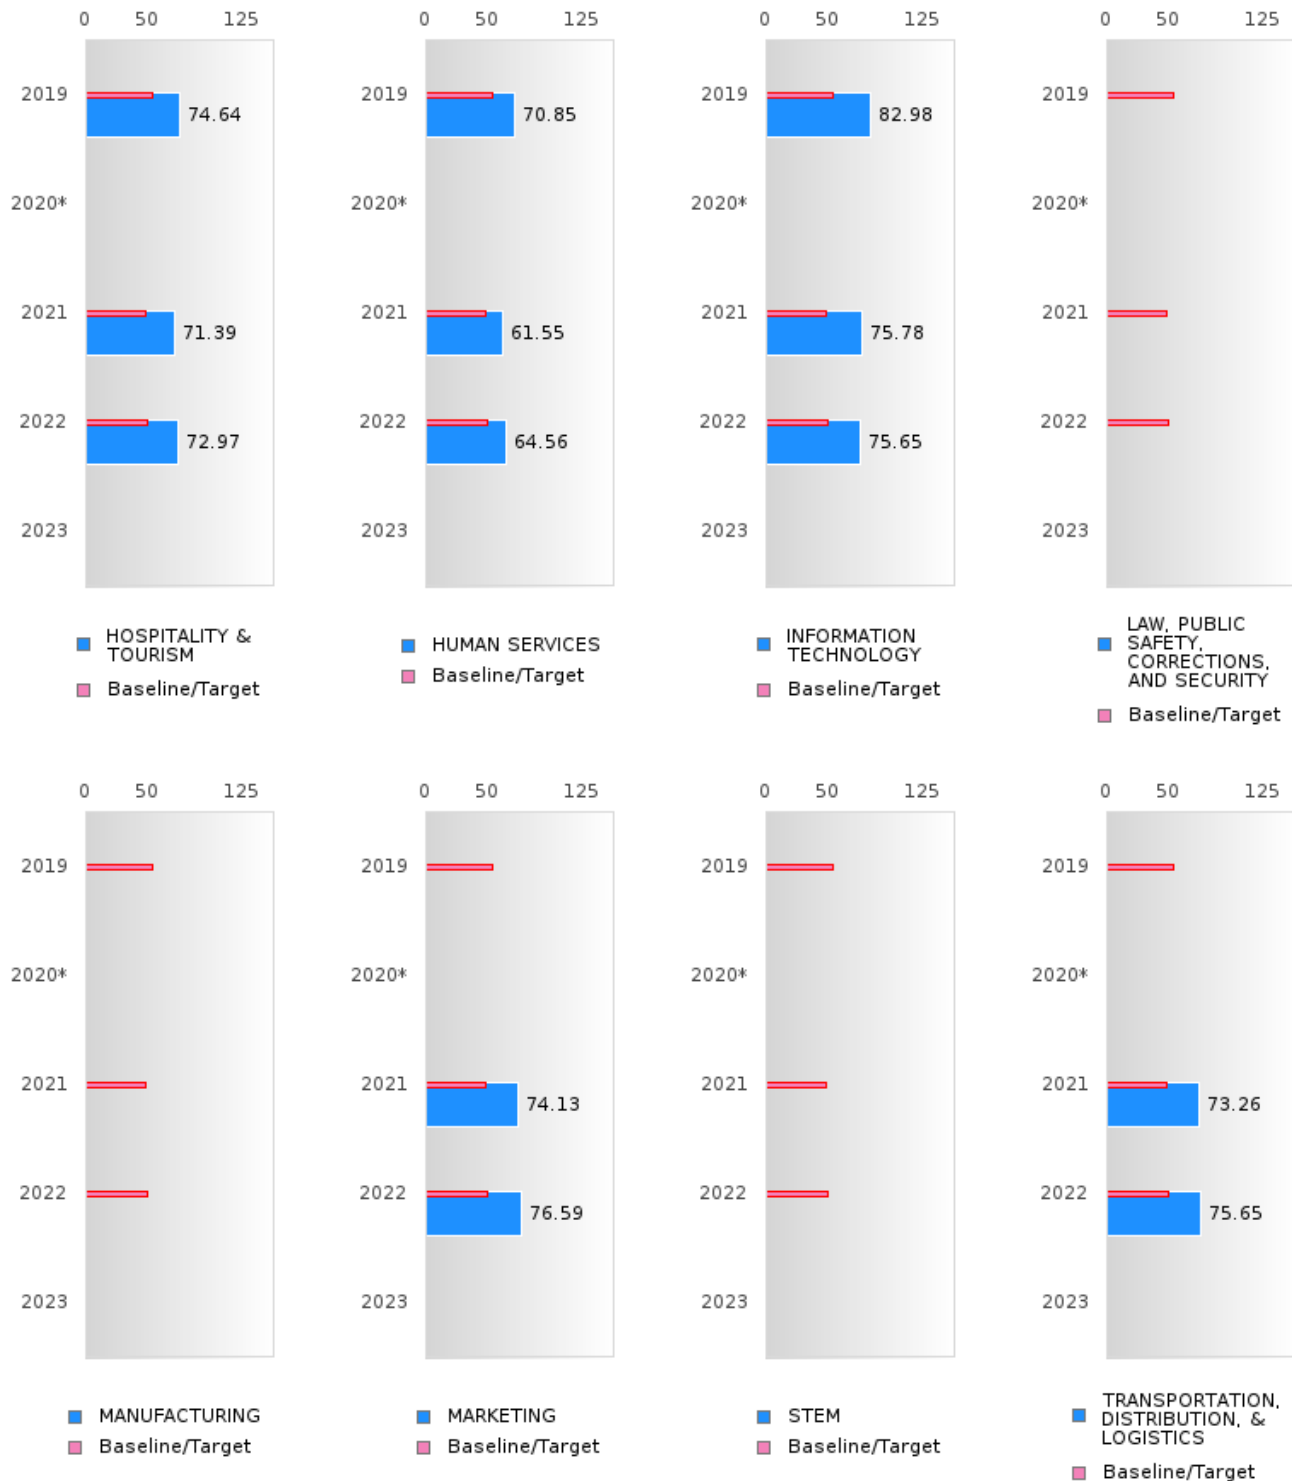 0 50 125 0 50 125 0 50 125 0 50 125
2019 74.64 2019 70.85 2019 82.98 2019
2020* 2020* 2020* 2020*
2021 71.39 2021 61.55 2021 75.78 2021
2022 72.97 2022 64.56 2022 75.65 2022
2023 2023 2023 2023
HOSPITALITY &
TOURISM
Baseline/Target
HUMAN SERVICES
Baseline/Target
INFORMATION
TECHNOLOGY
Baseline/Target
LAW, PUBLIC
SAFETY,
CORRECTIONS,
AND SECURITY
Baseline/Target
0 50 125 0 50 125 0 50 125 0 50 125
2019 2019 2019 2019
2020* 2020* 2020* 2020*
2021 2021 74.13 2021 2021 73.26
2022 2022 76.59 2022 2022 75.65
2023 2023 2023 2023
MANUFACTURING
Baseline/Target
MARKETING
Baseline/Target
STEM
Baseline/Target
TRANSPORTATION,
DISTRIBUTION, &
LOGISTICS
Baseline/Target